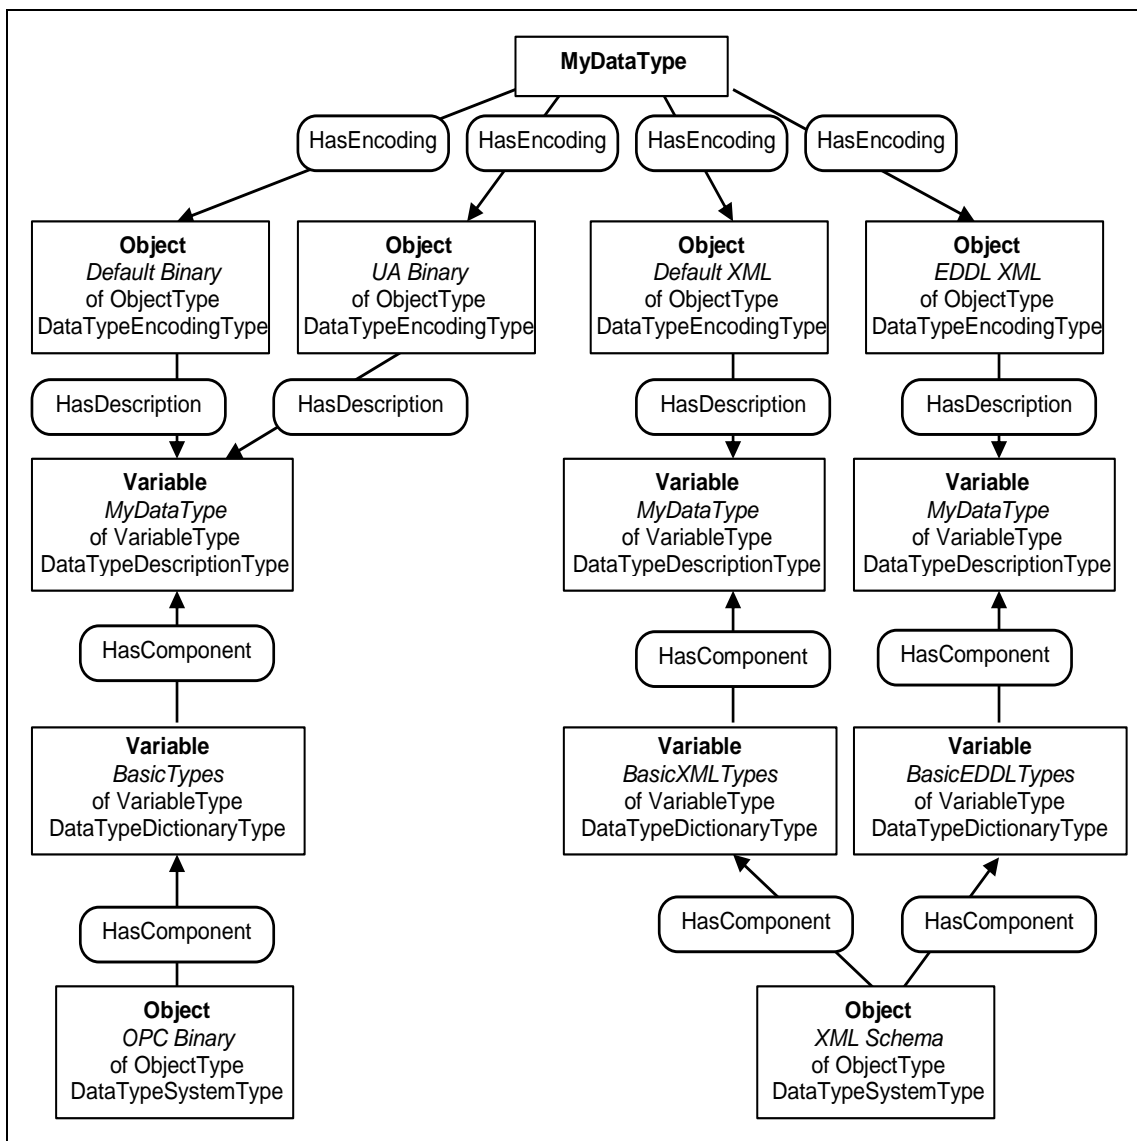 MyDataType
HasEncoding
HasEncoding
HasEncoding
HasEncoding
Object
Default Binary
of ObjectType
DataTypeEncodingType
Object
UA Binary
of ObjectType
DataTypeEncodingType
Object
Default XML
of ObjectType
DataTypeEncodingType
Object
EDDL XML
of ObjectType
DataTypeEncodingType
HasDescription
HasDescription
HasDescription
HasDescription
Variable
MyDataType
of VariableType
DataTypeDescriptionType
Variable
MyDataType
of VariableType
DataTypeDescriptionType
Variable
MyDataType
of VariableType
DataTypeDescriptionType
HasComponent
HasComponent
HasComponent
Variable
BasicTypes
of VariableType
DataTypeDictionaryType
Variable
BasicXMLTypes
of VariableType
DataTypeDictionaryType
Variable
BasicEDDLTypes
of VariableType
DataTypeDictionaryType
HasComponent
HasComponent
HasComponent
Object
OPC Binary
of ObjectType
DataTypeSystemType
Object
XML Schema
of ObjectType
DataTypeSystemType